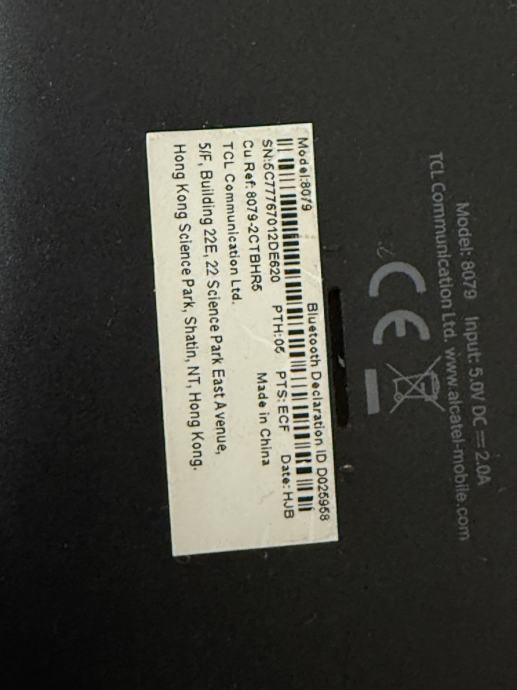 Model: 8079 Input: 5.0V DC ⎓ 2.0A
TCL Communication Ltd. www.alcatel-mobile.com
CE
Model:8079 Bluetooth Declaration ID D025958
SN:5C77767012DE620 PTH:06 PTS:ECF Date: HJB
Cu Ref:8079-2CTBHR5 Made in China
TCL Communication Ltd.
5/F, Building 22E, 22 Science Park East Avenue,
Hong Kong Science Park, Shatin, NT, Hong Kong.